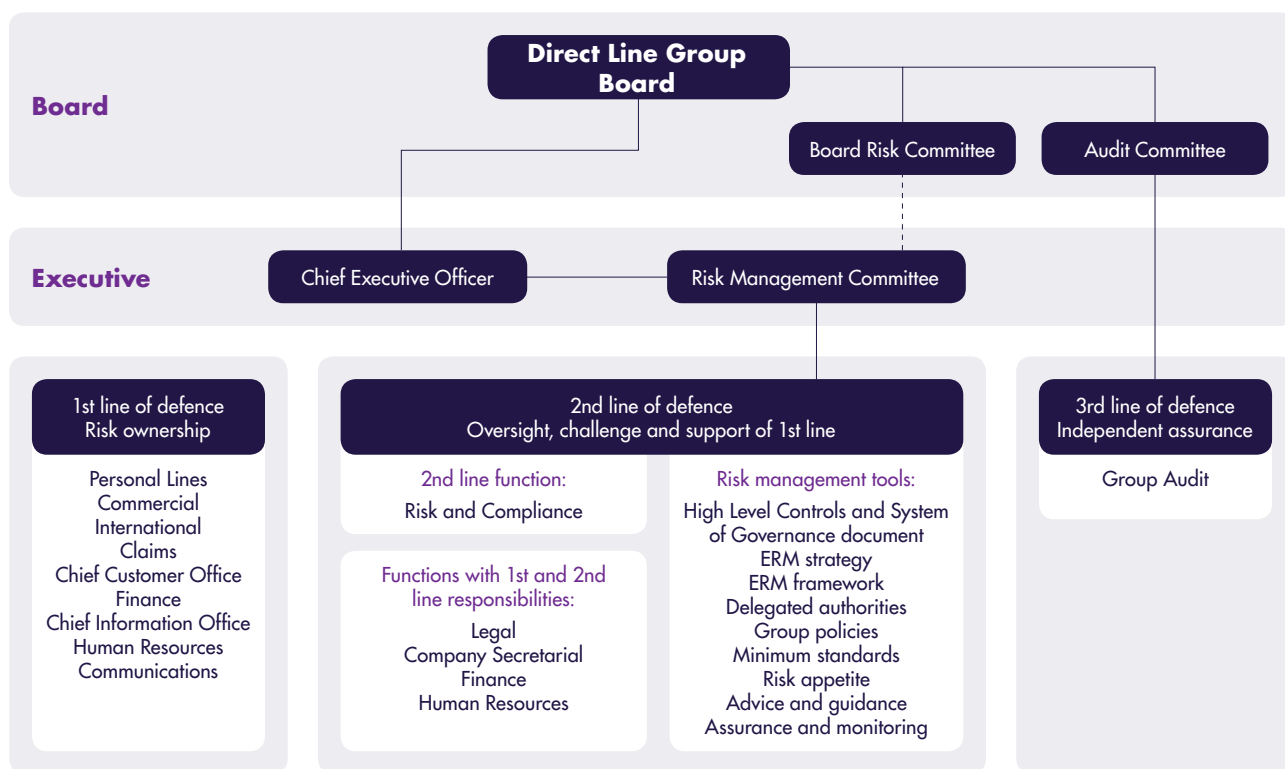 Direct Line Group
Board
Board
Board Risk Committee
Audit Committee
Executive
Chief Executive Officer
Risk Management Committee
1st line of defence
Risk ownership
Personal Lines
Commercial
International
Claims
Chief Customer Office
Finance
Chief Information Office
Human Resources
Communications
2nd line of defence
Oversight, challenge and support of 1st line
2nd line function:
Risk and Compliance
Functions with 1st and 2nd
line responsibilities:
Legal
Company Secretarial
Finance
Human Resources
Risk management tools:
High Level Controls and System
of Governance document
ERM strategy
ERM framework
Delegated authorities
Group policies
Minimum standards
Risk appetite
Advice and guidance
Assurance and monitoring
3rd line of defence
Independent assurance
Group Audit